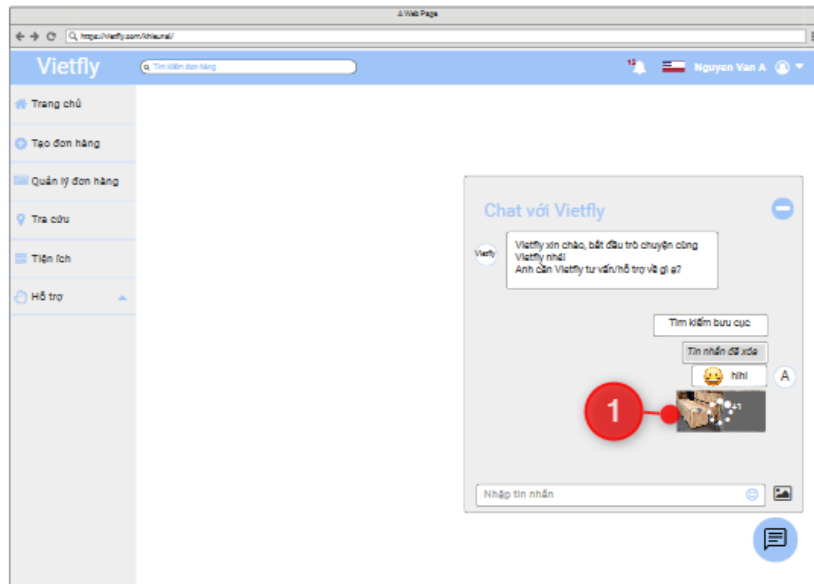 Web Page
https://vietfly.com/khieunai/
Vietfly
Tìm kiếm đơn hàng
12
Nguyen Van A
Trang chủ
Tạo đơn hàng
Quản lý đơn hàng
Tra cứu
Tiện ích
Hỗ trợ
Chat với Vietfly
Vietfly
Vietfly xin chào, bắt đầu trò chuyện cùng
Vietfly nhé!
Anh cần Vietfly tư vấn/hỗ trợ về gì ạ?
Tìm kiếm bưu cục
Tin nhắn đã xóa
hihi
A
1
+1
Nhập tin nhắn